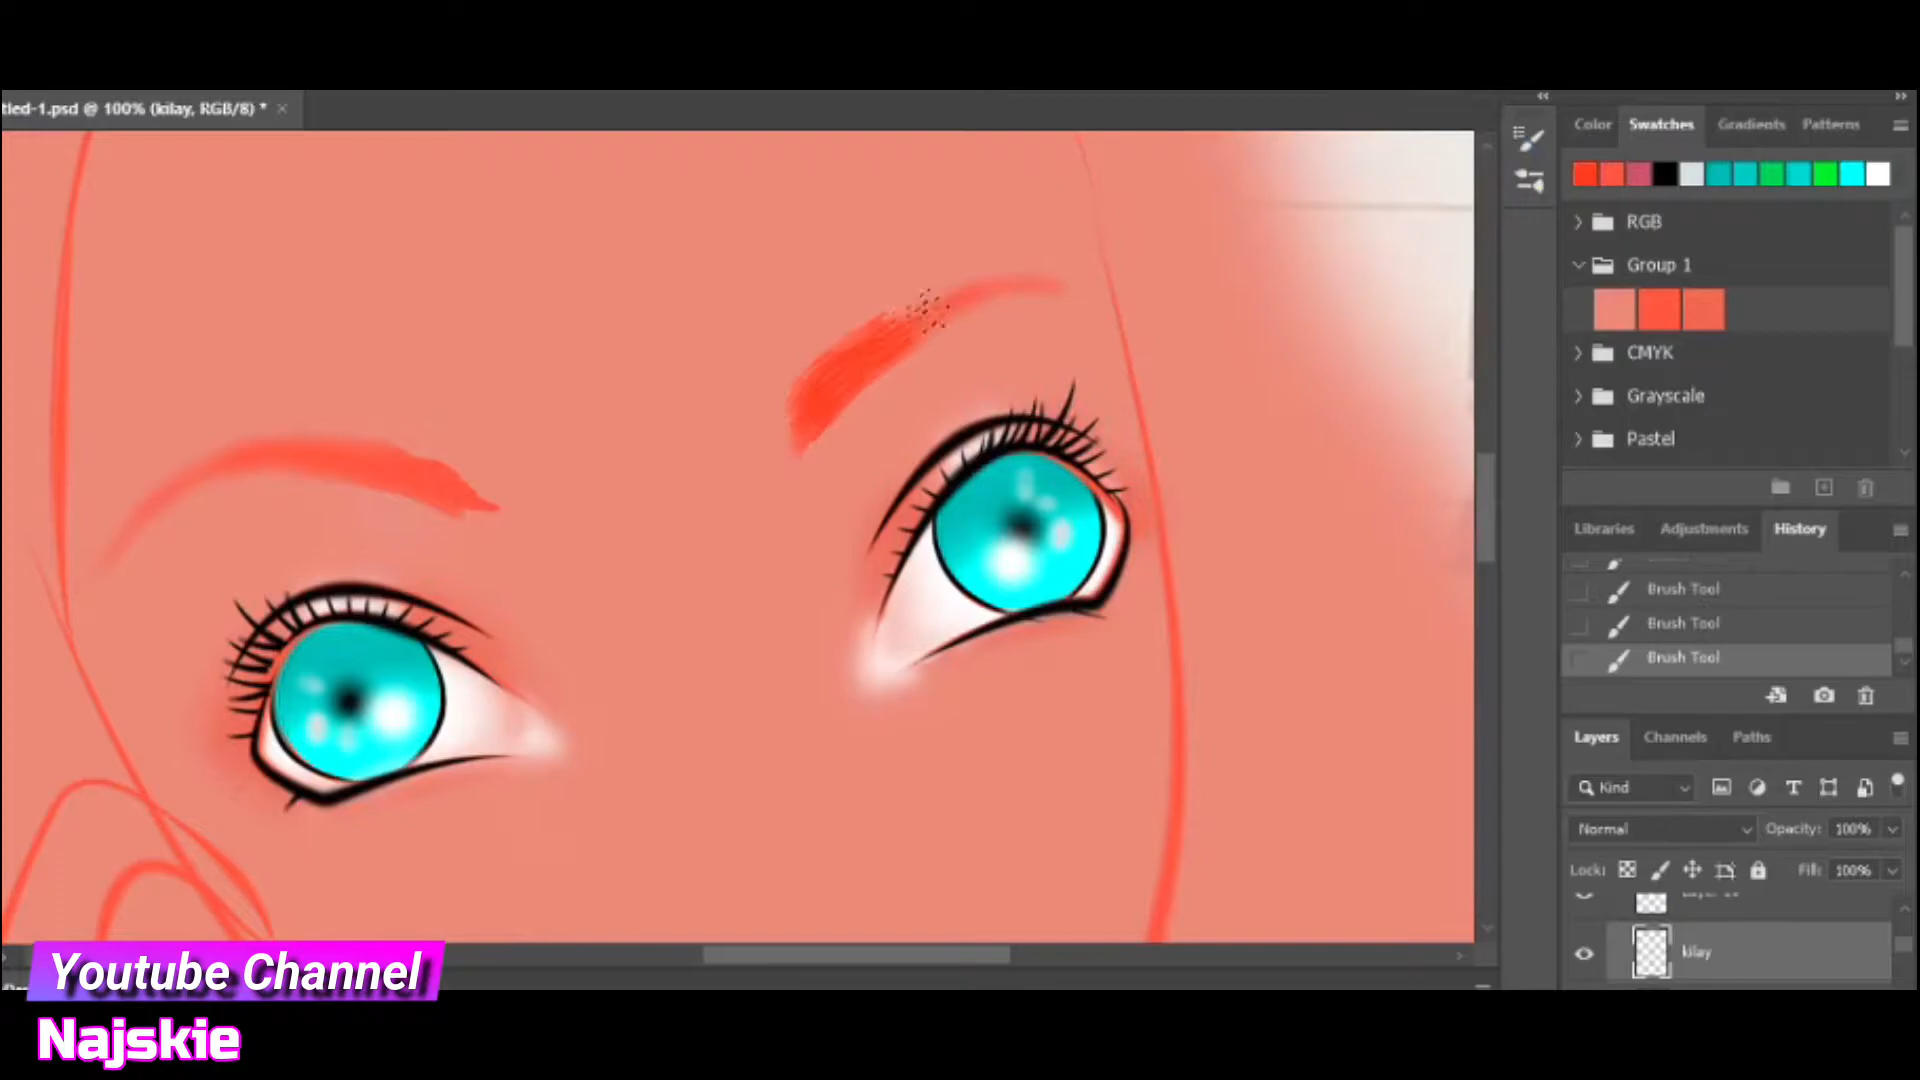 tled-1.psd @ 100% (kilay, RGB/8) *
Color Swatches Gradients Patterns
RGB
Group 1
CMYK
Grayscale
Pastel
Libraries Adjustments History
Brush Tool
Brush Tool
Brush Tool
Layers Channels Paths
Kind
Normal Opacity: 100%
Lock: Fill: 100%
kilay
Youtube Channel
Najskie